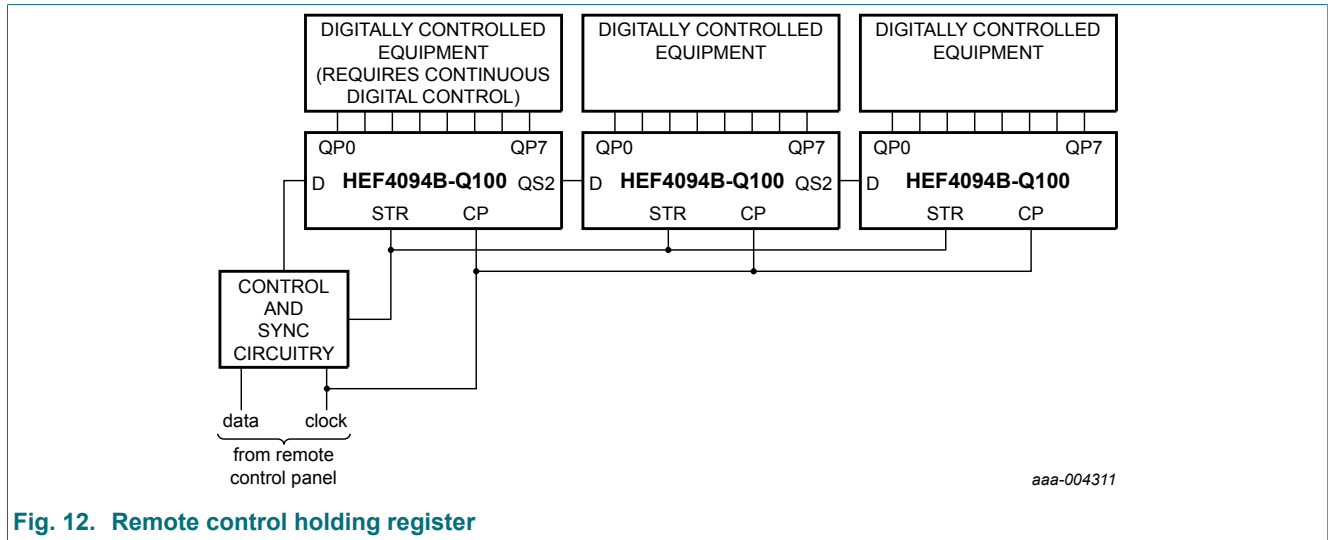 DIGITALLY CONTROLLED
EQUIPMENT
(REQUIRES CONTINUOUS
DIGITAL CONTROL)
DIGITALLY CONTROLLED
EQUIPMENT
DIGITALLY CONTROLLED
EQUIPMENT
QP0 QP7
D HEF4094B-Q100 QS2
STR CP
QP0 QP7
D HEF4094B-Q100 QS2
STR CP
QP0 QP7
D HEF4094B-Q100
STR CP
CONTROL
AND
SYNC
CIRCUITRY
data clock
from remote
control panel
aaa-004311
Fig. 12. Remote control holding register